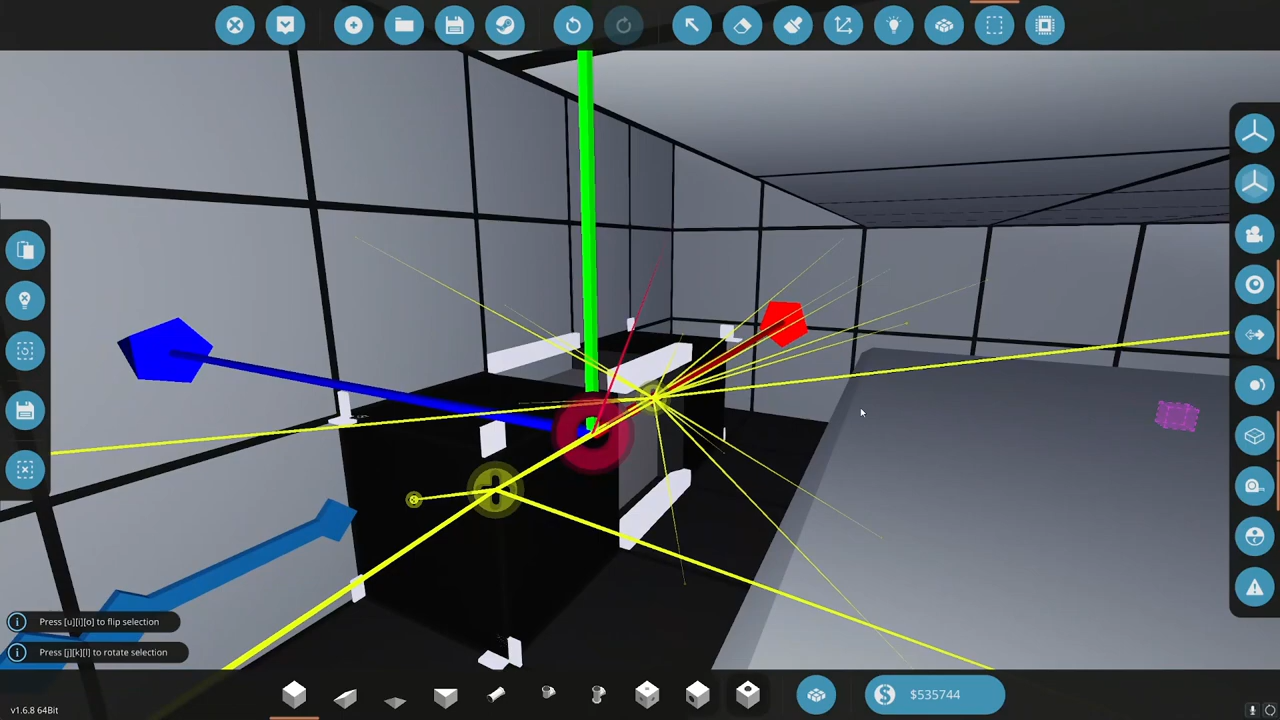 Press [u][i][o] to flip selection
Press [j][k][l] to rotate selection
$535744
v1.6.8 64Bit